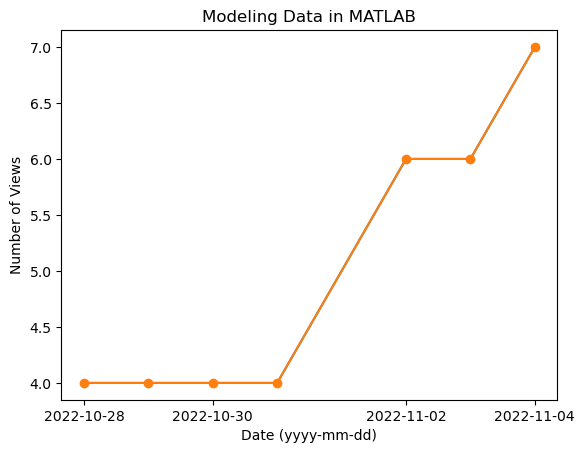 Modeling Data in MATLAB
7.0
6.5
6.0
5.5
5.0
4.5
4.0
Number of Views
2022-10-28 2022-10-30 2022-11-02 2022-11-04
Date (yyyy-mm-dd)